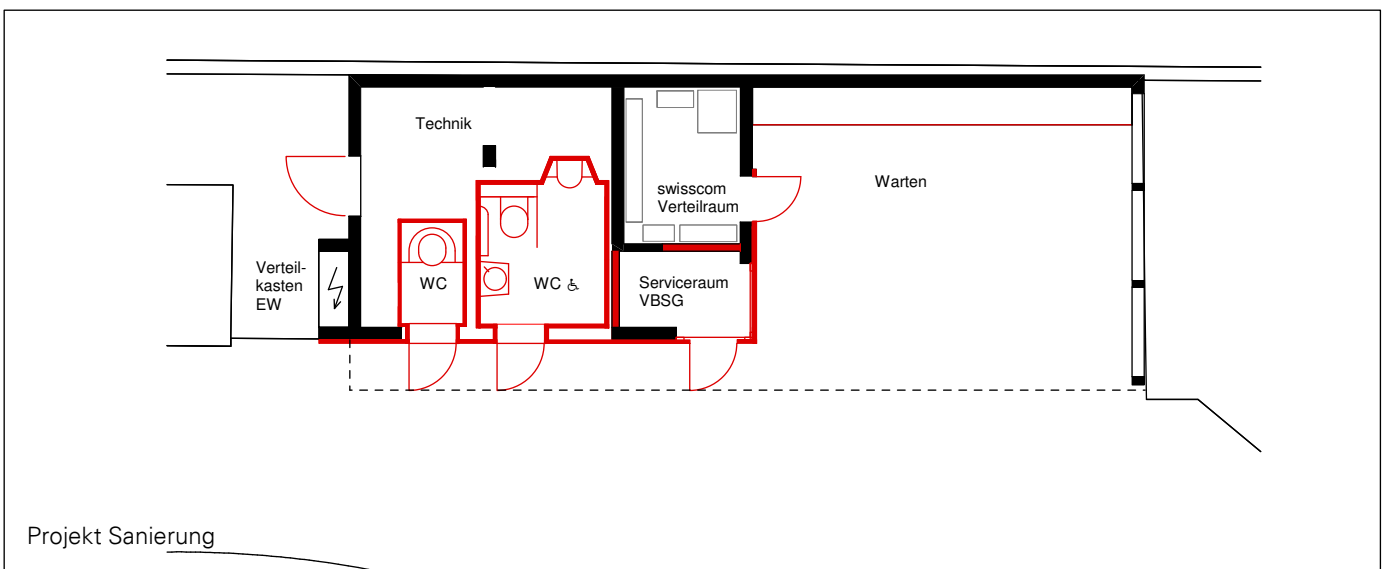 Technik
swisscom
Verteilraum
Warten
Verteil-
kasten
EW
WC
WC ♿
Serviceraum
VBSG
Projekt Sanierung